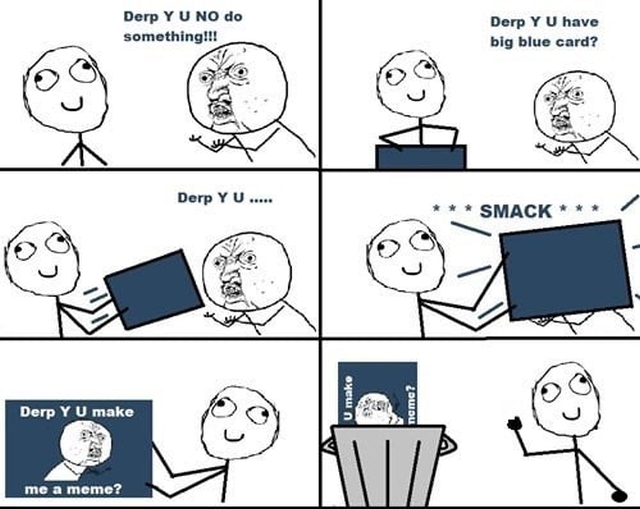 Derp Y U NO do
something!!!
Derp Y U have
big blue card?
Derp Y U .....
* * * SMACK * * *
Derp Y U make
me a meme?
U make
meme?